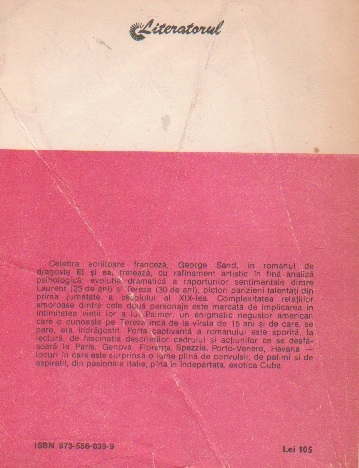 Literatorul
Celebra scriitoare franceză, George Sand, în romanul de
dragoste El și ea, tratează, cu rafinament artistic în fină analiză
psihologică evoluția dramatică a raporturilor sentimentale dintre
Laurent (25 de ani) și Tereza (30 de ani), pictori parizieni talentați din
prima jumătate a secolului al XIX-lea. Complexitatea relațiilor
amoroase dintre cele două personaje este marcată de implicarea în
intimitatea vieții lor a lui Palmer, un enigmatic negustor american
care o cunoaște pe Tereza încă de la vîrsta de 15 ani și de care, se
pare, era îndrăgostit. Forța captivantă a romanului este sporită, la
lectură, de fascinația descrierilor cadrului și acțiunilor ce se desfă-
șoară la Paris, Genova, Florența, Spezzia, Porto-Venere, Havana —
locuri în care este surprinsă o lume plină de convulsii, de patimi și de
aspirații, din pasionala Italie, pînă în îndepărtata, exotica Cuba.
ISBN 973-556-039-9
Lei 105